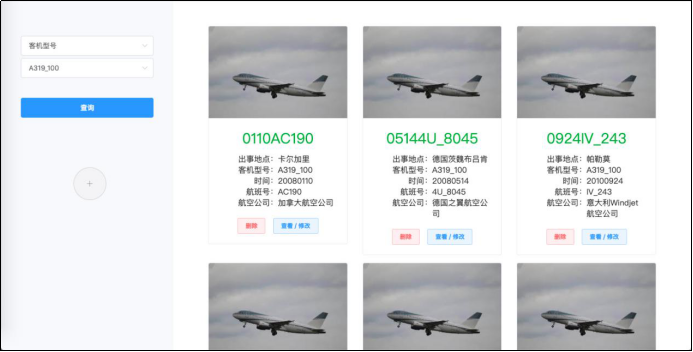 客机型号
A319_100
查询
+
0110AC190
出事地点：卡尔加里
客机型号：A319_100
时间：20080110
航班号：AC190
航空公司：加拿大航空公司
删除
查看 / 修改
05144U_8045
出事地点：德国茨魏布吕肯
客机型号：A319_100
时间：20080514
航班号：4U_8045
航空公司：德国之翼航空公
司
删除
查看 / 修改
0924IV_243
出事地点：帕勒莫
客机型号：A319_100
时间：20100924
航班号：IV_243
航空公司：意大利Windjet
航空公司
删除
查看 / 修改